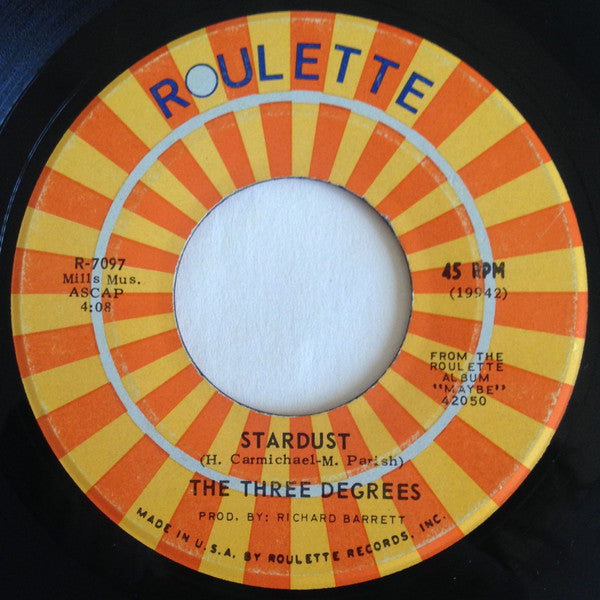 ROULETTE
R-7097
Mills Mus.
ASCAP
4:08
45 RPM
(19942)
FROM THE
ROULETTE
ALBUM
"MAYBE"
42050
STARDUST
(H. Carmichael-M. Parish)
THE THREE DEGREES
PROD. BY: RICHARD BARRETT
MADE IN U.S.A. BY ROULETTE RECORDS, INC.